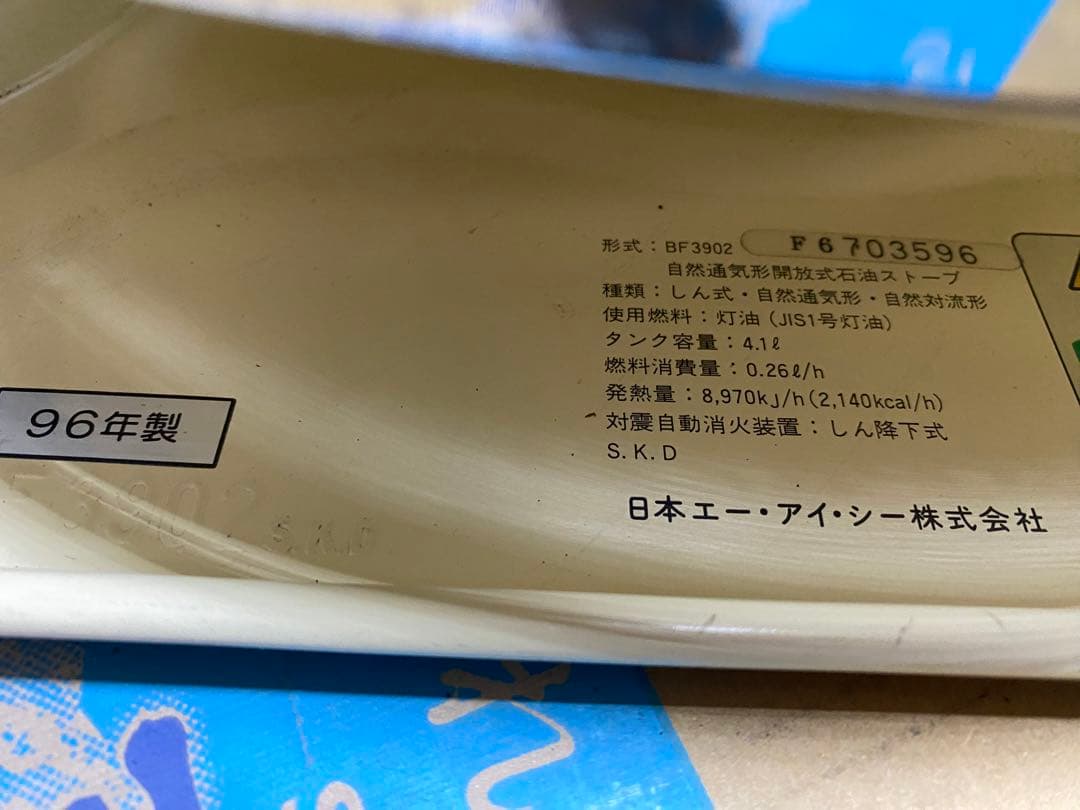 形式：BF3902 F6703596
自然通気形開放式石油ストーブ
種類：しん式・自然通気形・自然対流形
使用燃料：灯油（JIS1号灯油）
タンク容量：4.1ℓ
燃料消費量：0.26ℓ/h
発熱量：8,970kJ/h(2,140kcal/h)
対震自動消火装置：しん降下式
S.K.D
日本エー・アイ・シー株式会社
96年製
3902 S.K.D